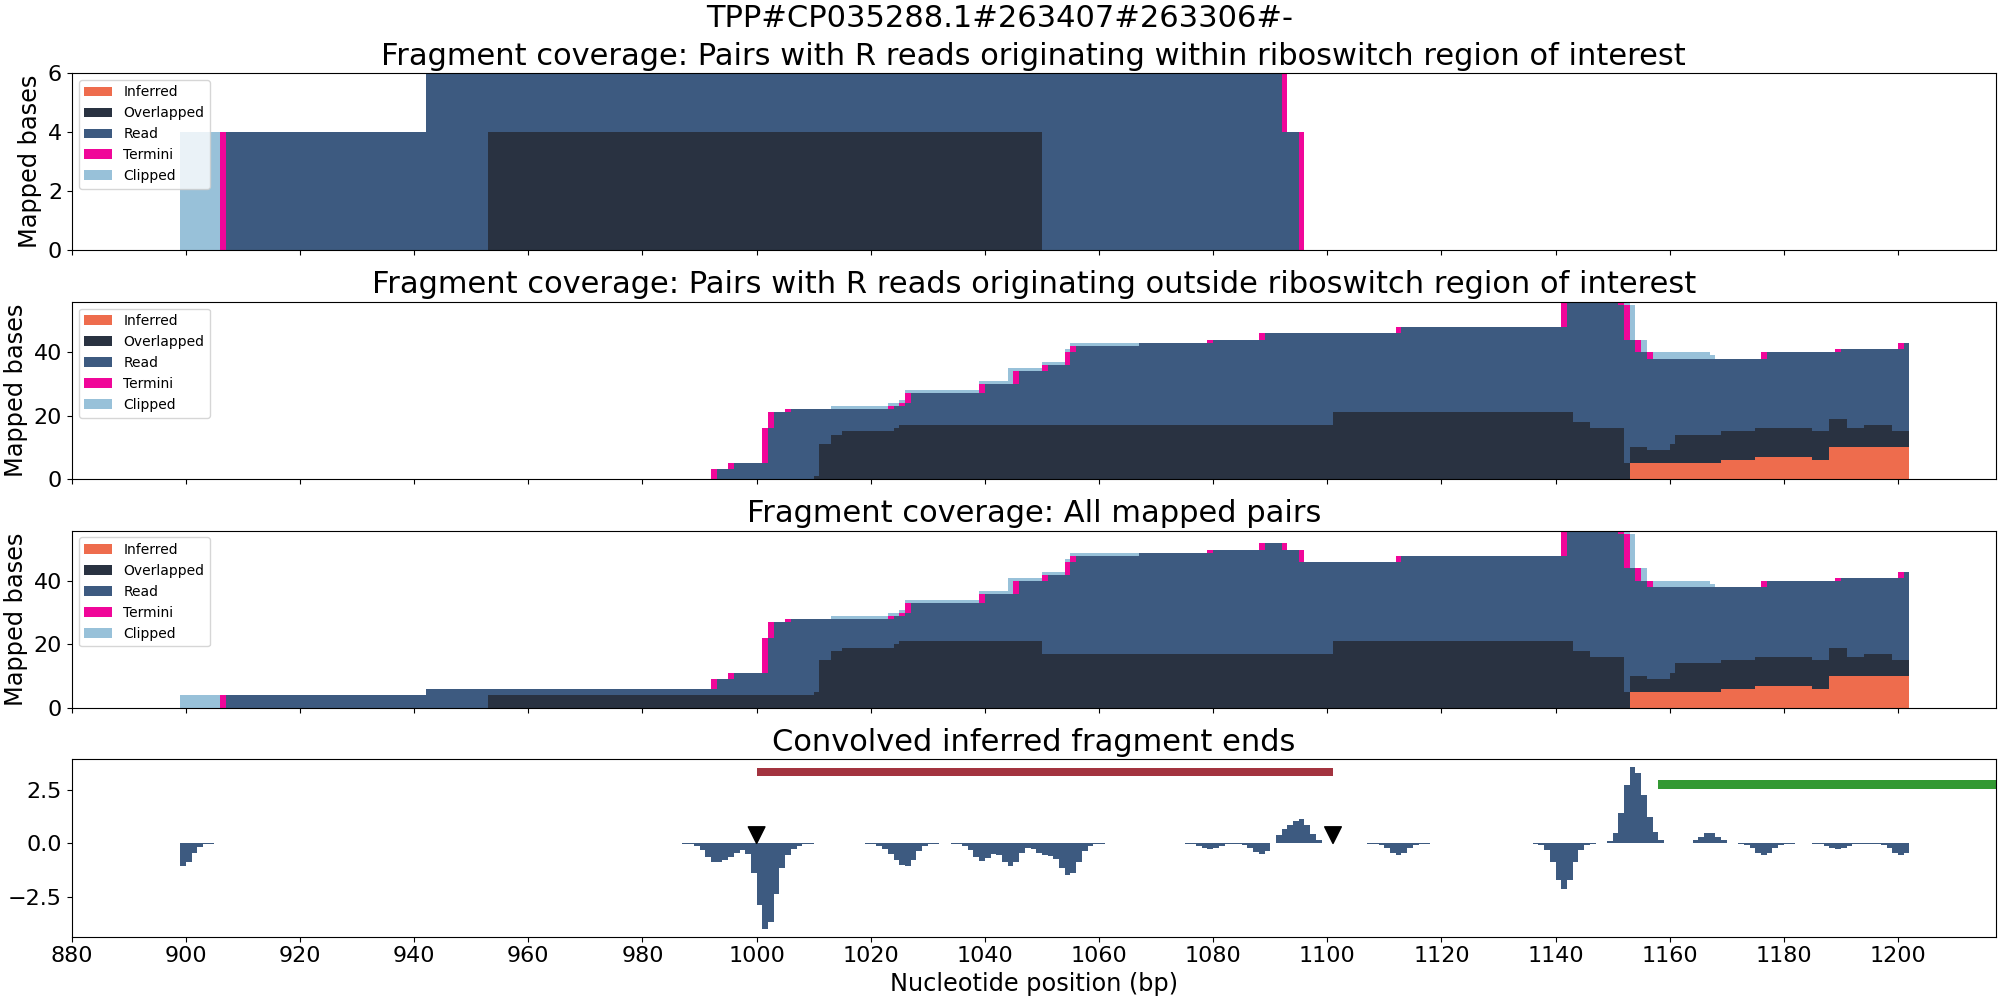 TPP#CP035288.1#263407#263306#-
Fragment coverage: Pairs with R reads originating within riboswitch region of interest
Mapped bases
6
4
2
0
Inferred
Overlapped
Read
Termini
Clipped
Fragment coverage: Pairs with R reads originating outside riboswitch region of interest
Mapped bases
40
20
0
Inferred
Overlapped
Read
Termini
Clipped
Fragment coverage: All mapped pairs
Mapped bases
40
20
0
Inferred
Overlapped
Read
Termini
Clipped
Convolved inferred fragment ends
2.5
0.0
−2.5
880 900 920 940 960 980 1000 1020 1040 1060 1080 1100 1120 1140 1160 1180 1200
Nucleotide position (bp)